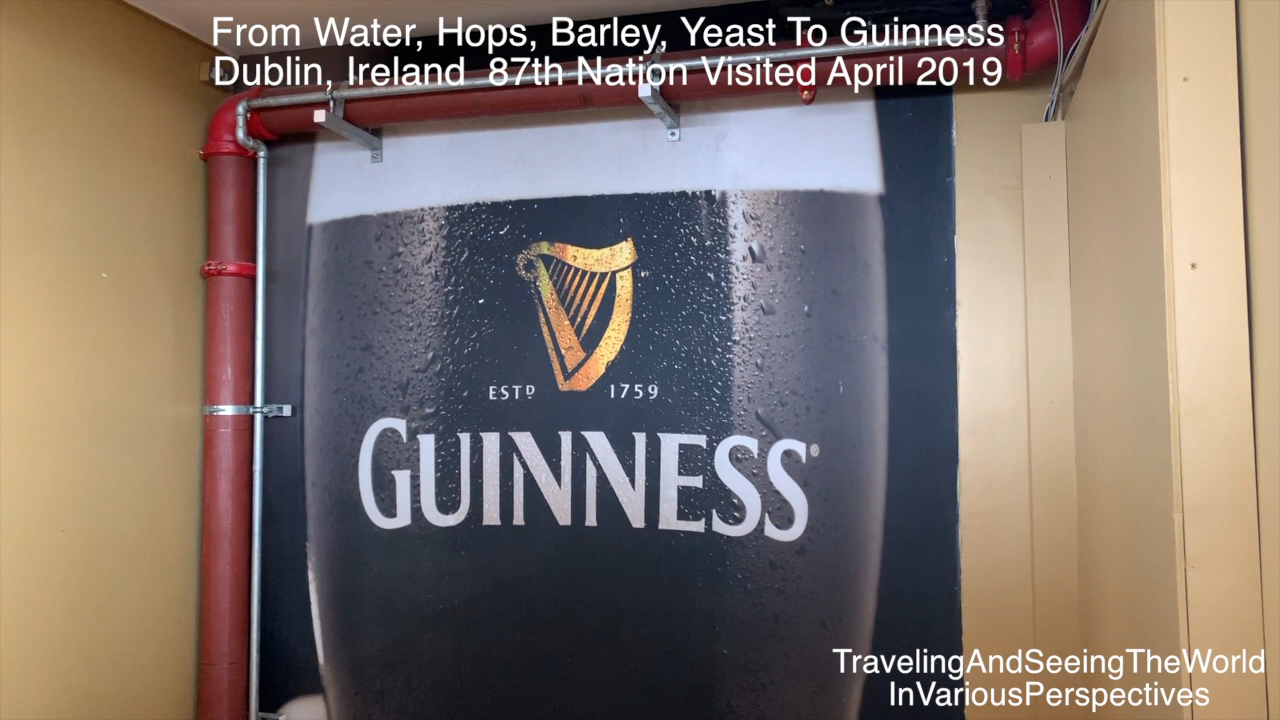 From Water, Hops, Barley, Yeast To Guinness
Dublin, Ireland  87th Nation Visited April 2019
ESTD 1759
GUINNESS®
TravelingAndSeeingTheWorld
InVariousPerspectives